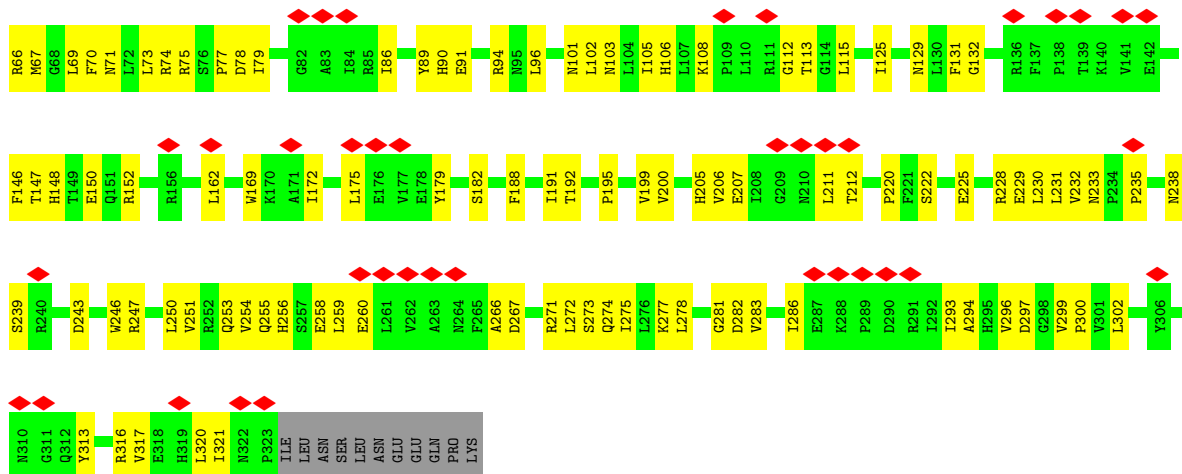 R66 M67 G68 L69 F70 N71 L72 L73 R74 R75 S76 P77 D78 I79 G82 A83 I84 R85 I86 Y89 H90 E91 R94 N95 L96 N101 L102 N103 L104 I105 H106 L107 K108 P109 L110 R111 G112 T113 G114 L115 I125 N129 L130 F131 G132 R136 F137 P138 T139 K140 V141 E142
F146 T147 H148 T149 E150 Q151 R152 R156 L162 W169 K170 A171 I172 L175 E176 V177 E178 Y179 S182 F188 I191 T192 P195 V199 V200 H205 V206 E207 I208 G209 N210 L211 T212 P220 F221 S222 E225 R228 E229 L230 L231 V232 N233 P234 P235 N238
S239 R240 D243 W246 R247 L250 V251 R252 Q253 V254 Q255 H256 S257 E258 L259 E260 L261 V262 A263 N264 F265 A266 D267 R271 L272 S273 Q274 I275 L276 K277 L278 G281 D282 V283 I286 E287 K288 P289 D290 R291 I292 I293 A294 H295 V296 D297 G298 V299 P300 V301 L302 Y306
N310 G311 Q312 Y313 R316 V317 E318 H319 L320 I321 N322 P323 ILE LEU ASN SER LEU ASN GLU GLU GLN PRO LYS